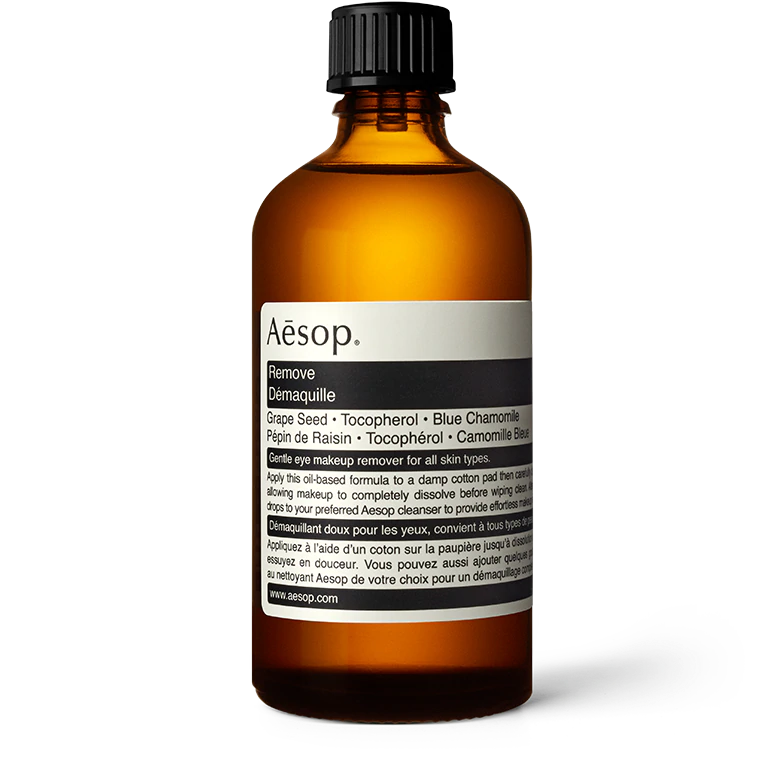 Aēsop®
Remove
Démaquille
Grape Seed • Tocopherol • Blue Chamomile
Pépin de Raisin • Tocophérol • Camomille Bleue
Gentle eye makeup remover for all skin types.
Apply this oil-based formula to a damp cotton pad then carefully
allowing makeup to completely dissolve before wiping clean.
drops to your preferred Aesop cleanser to provide effortless
Démaquillant doux pour les yeux, convient à tous types de
Appliquez à l'aide d'un coton sur la paupière jusqu'à
essuyez en douceur. Vous pouvez aussi ajouter quelques
au nettoyant Aesop de votre choix pour un démaquillage
www.aesop.com